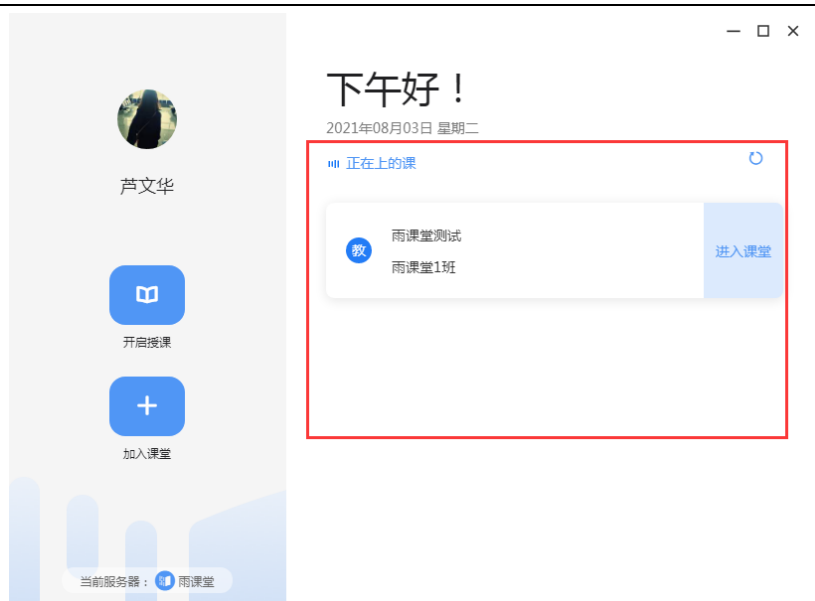 芦文华
开启授课
加入课堂
当前服务器： 雨课堂
下午好！
2021年08月03日 星期二
正在上的课
教
雨课堂测试
雨课堂1班
进入课堂